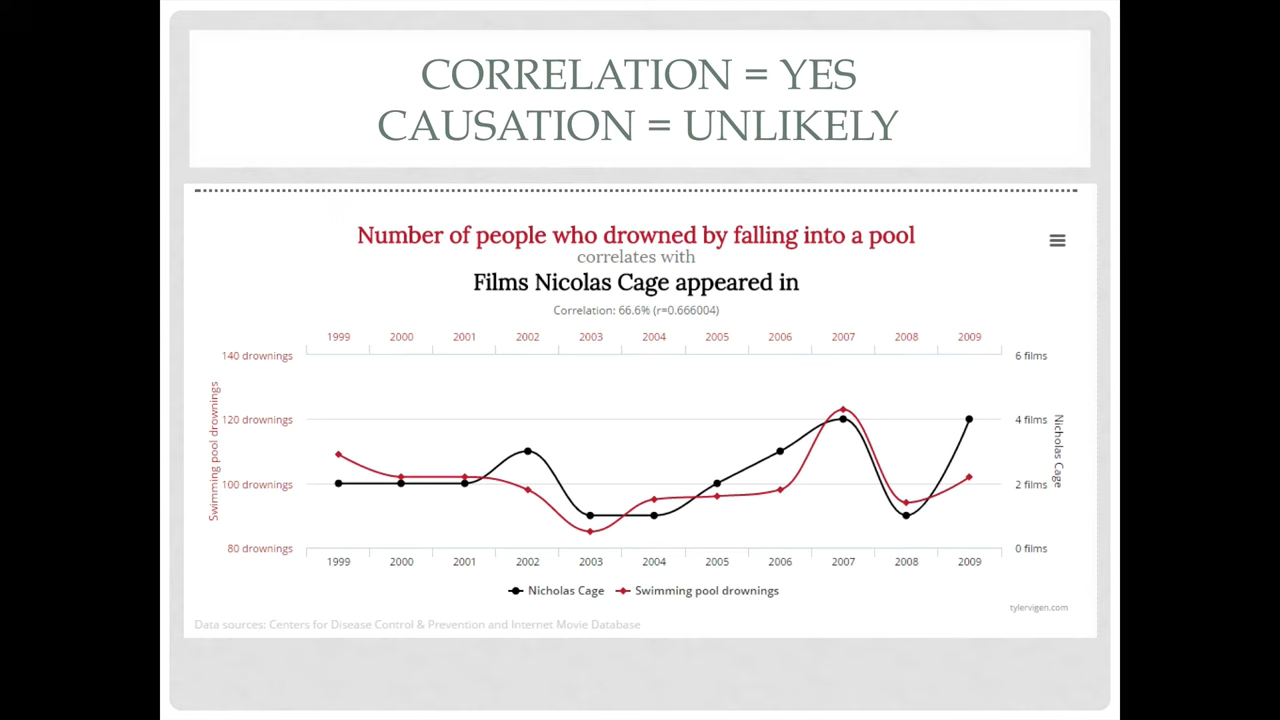 CORRELATION = YES
CAUSATION = UNLIKELY
Number of people who drowned by falling into a pool
correlates with
Films Nicolas Cage appeared in
Correlation: 66.6% (r=0.666004)
1999 2000 2001 2002 2003 2004 2005 2006 2007 2008 2009
140 drownings 6 films
120 drownings 4 films
Swimming pool drownings
Nicholas Cage
100 drownings 2 films
80 drownings 0 films
1999 2000 2001 2002 2003 2004 2005 2006 2007 2008 2009
Nicholas Cage Swimming pool drownings
tylervigen.com
Data sources: Centers for Disease Control & Prevention and Internet Movie Database